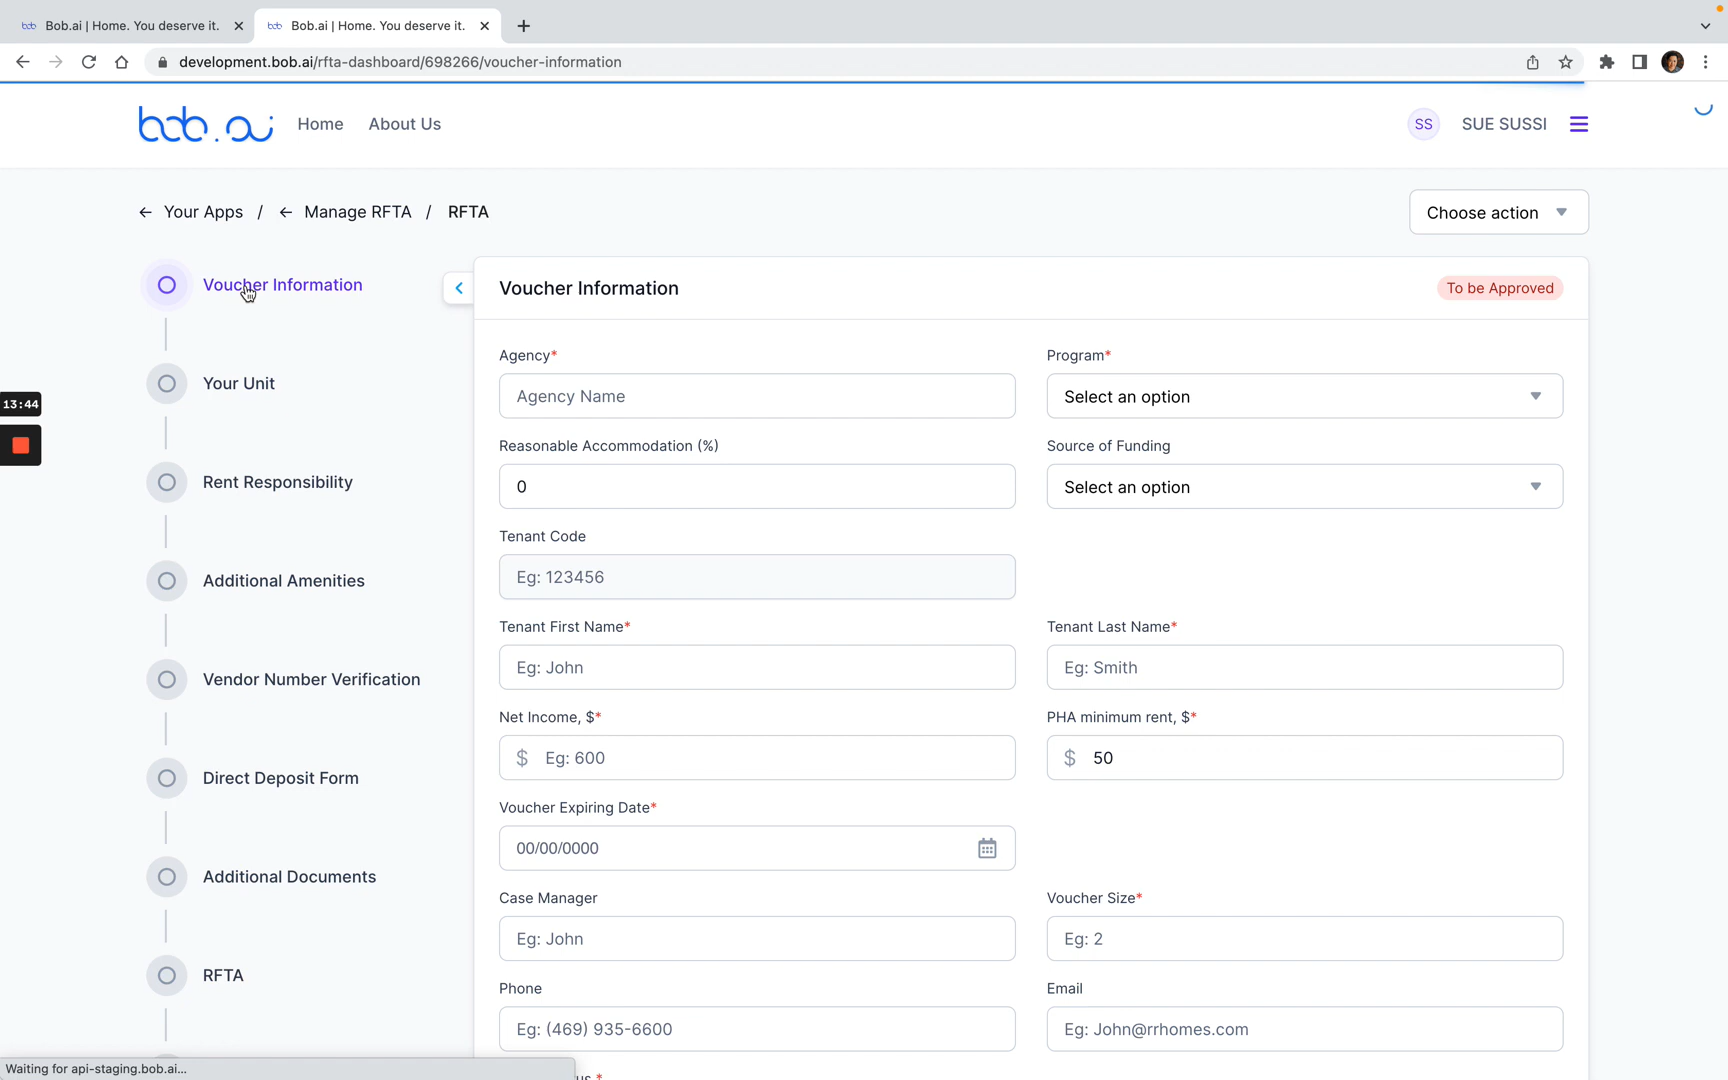 Bob.ai | Home. You deserve it.
Bob.ai | Home. You deserve it.
development.bob.ai/rfta-dashboard/698266/voucher-information
bob.ai
Home
About Us
SS
SUE SUSSI
← Your Apps / ← Manage RFTA / RFTA
Choose action
Voucher Information
Your Unit
Rent Responsibility
Additional Amenities
Vendor Number Verification
Direct Deposit Form
Additional Documents
RFTA
13:44
Voucher Information
To be Approved
Agency*
Program*
Agency Name
Select an option
Reasonable Accommodation (%)
Source of Funding
0
Select an option
Tenant Code
Eg: 123456
Tenant First Name*
Tenant Last Name*
Eg: John
Eg: Smith
Net Income, $*
PHA minimum rent, $*
$ Eg: 600
$ 50
Voucher Expiring Date*
00/00/0000
Case Manager
Voucher Size*
Eg: John
Eg: 2
Phone
Email
Eg: (469) 935-6600
Eg: John@rrhomes.com
Waiting for api-staging.bob.ai...